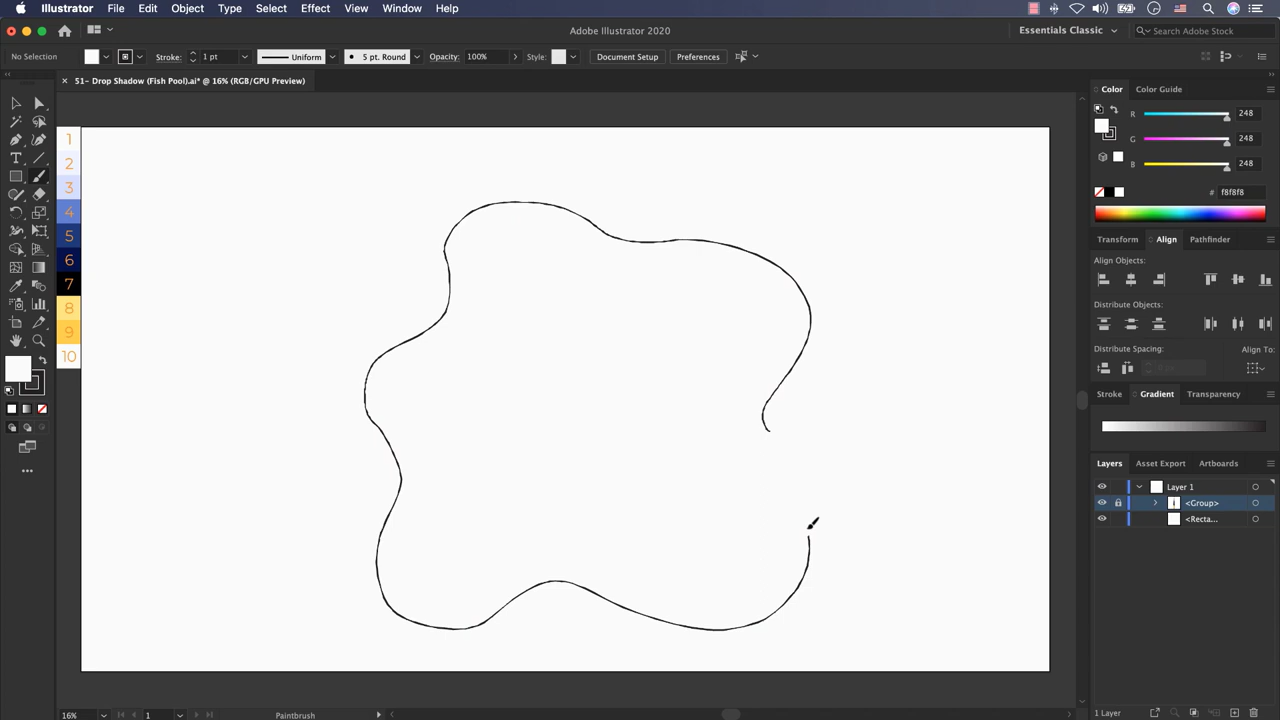 Illustrator File Edit Object Type Select Effect View Window Help
Adobe Illustrator 2020
Essentials Classic
Search Adobe Stock
No Selection Stroke: 1 pt Uniform 5 pt. Round Opacity: 100% Style: Document Setup Preferences
51- Drop Shadow (Fish Pool).ai* @ 16% (RGB/GPU Preview)
1
2
3
4
5
6
7
8
9
10
Color Color Guide
R 248
G 248
B 248
# f8f8f8
Transform Align Pathfinder
Align Objects:
Distribute Objects:
Distribute Spacing: Align To:
0 px
Stroke Gradient Transparency
Layers Asset Export Artboards
Layer 1
<Group>
<Recta...
1 Layer
16% 1 Paintbrush